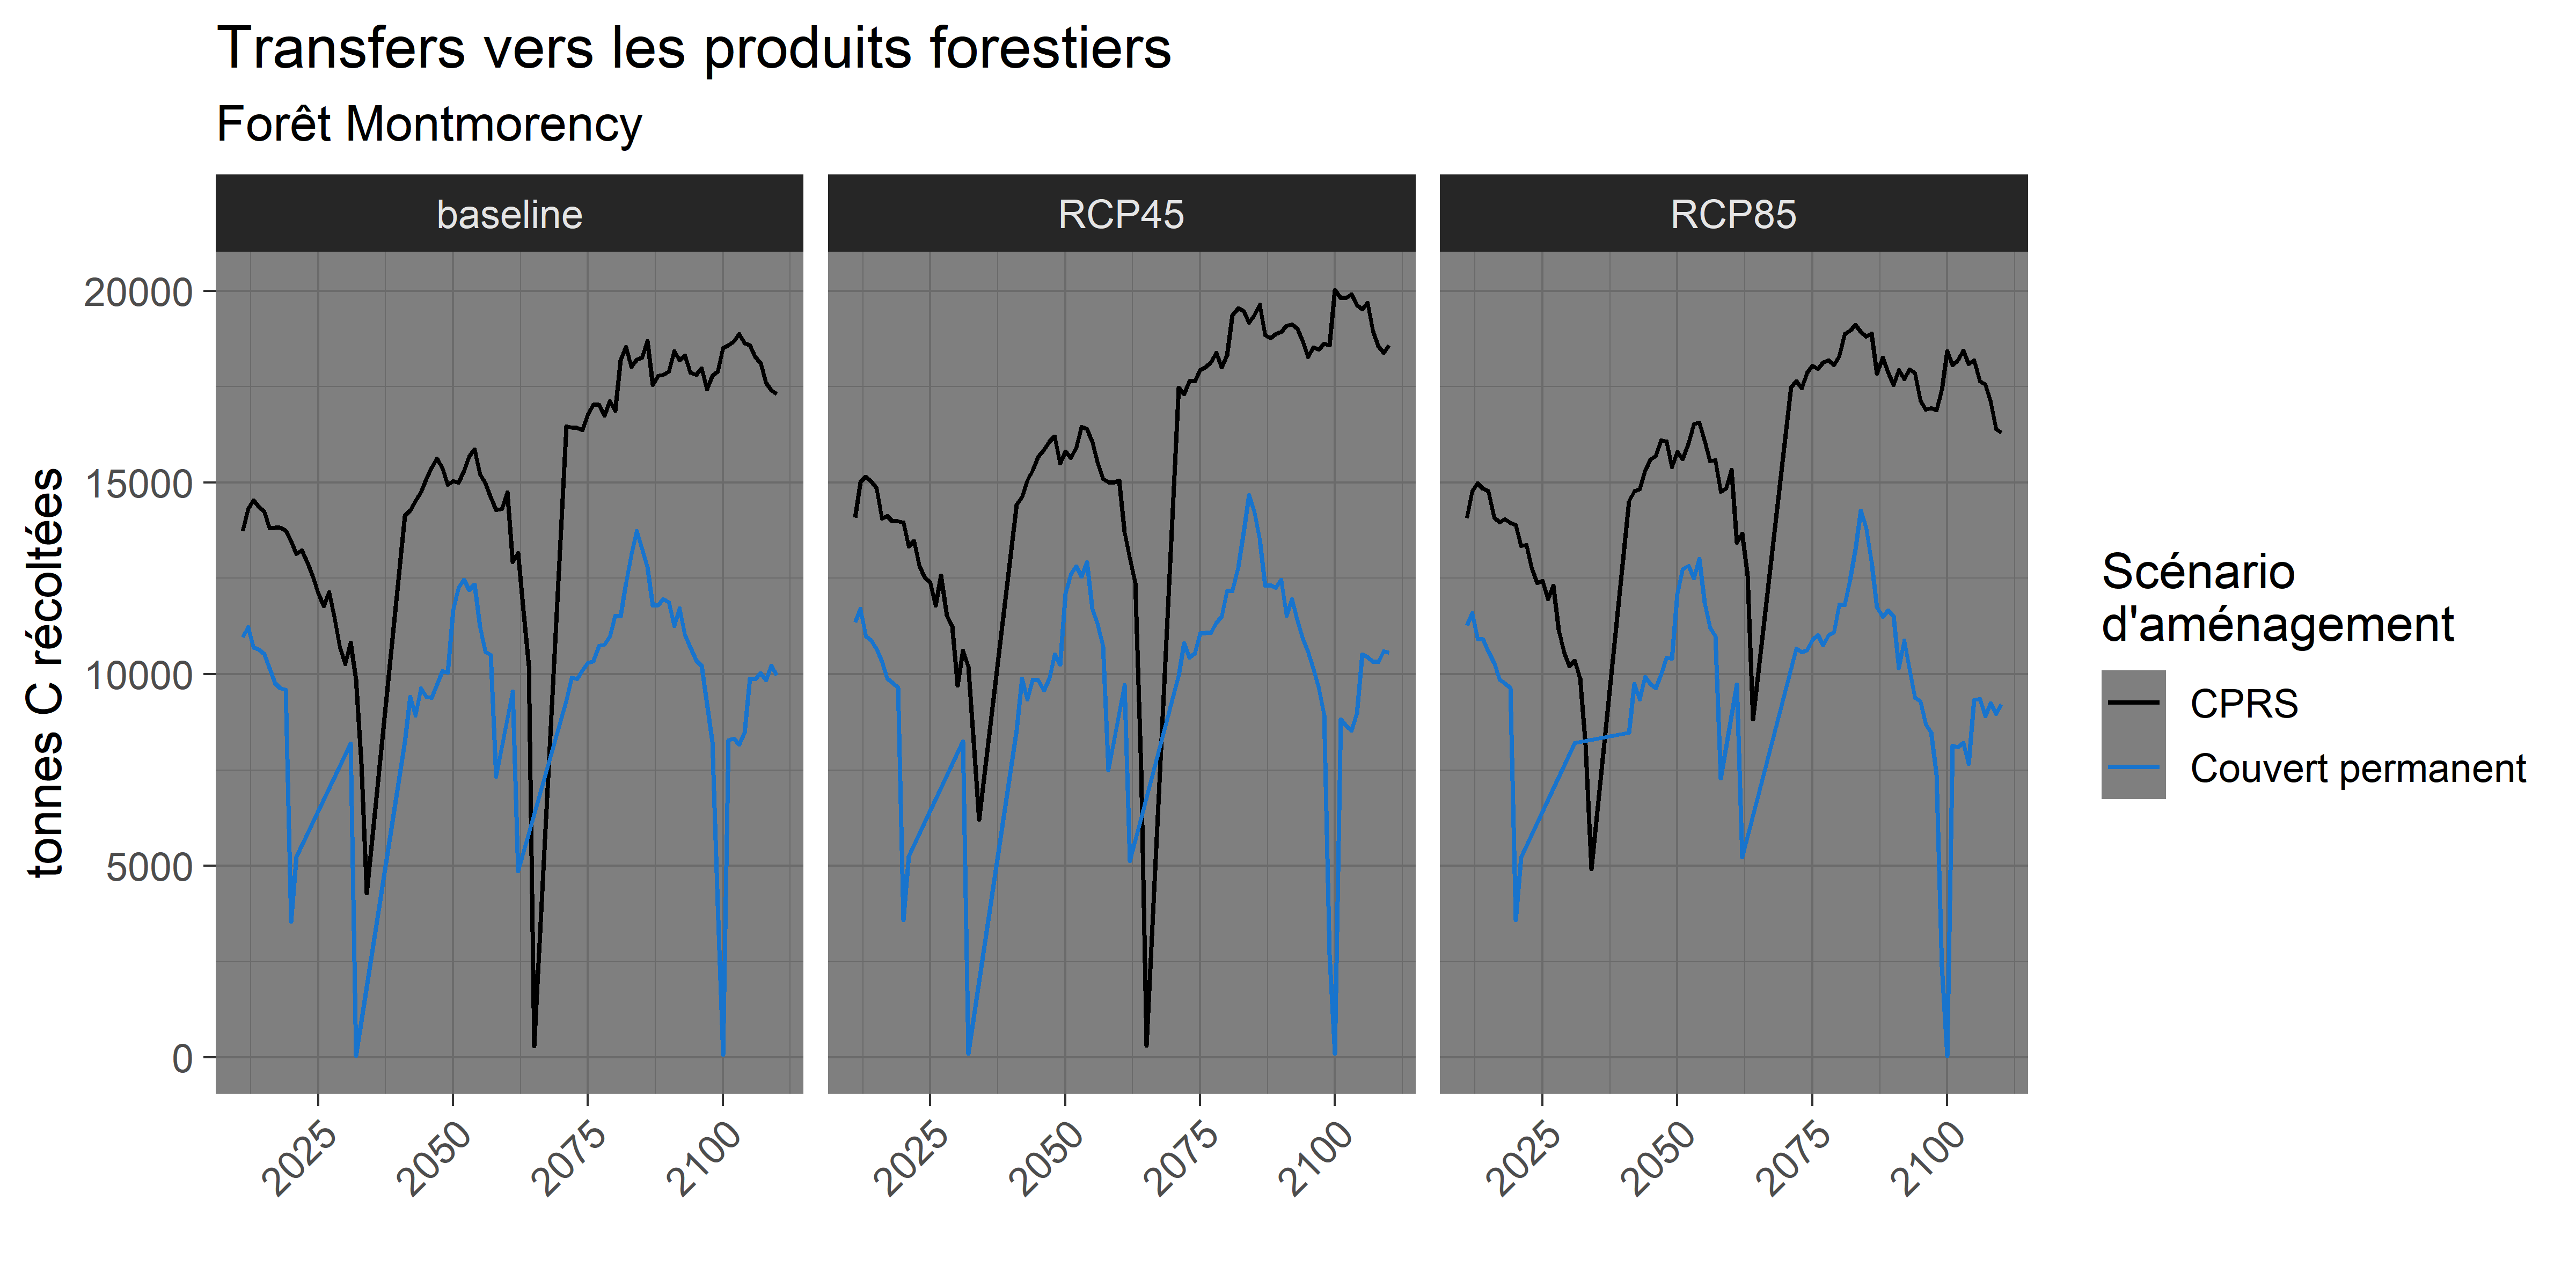 Transfers vers les produits forestiers
Forêt Montmorency
baseline
RCP45
RCP85
20000
15000
10000
5000
0
tonnes C récoltées
2025
2050
2075
2100
2025
2050
2075
2100
2025
2050
2075
2100
Scénario
d'aménagement
CPRS
Couvert permanent